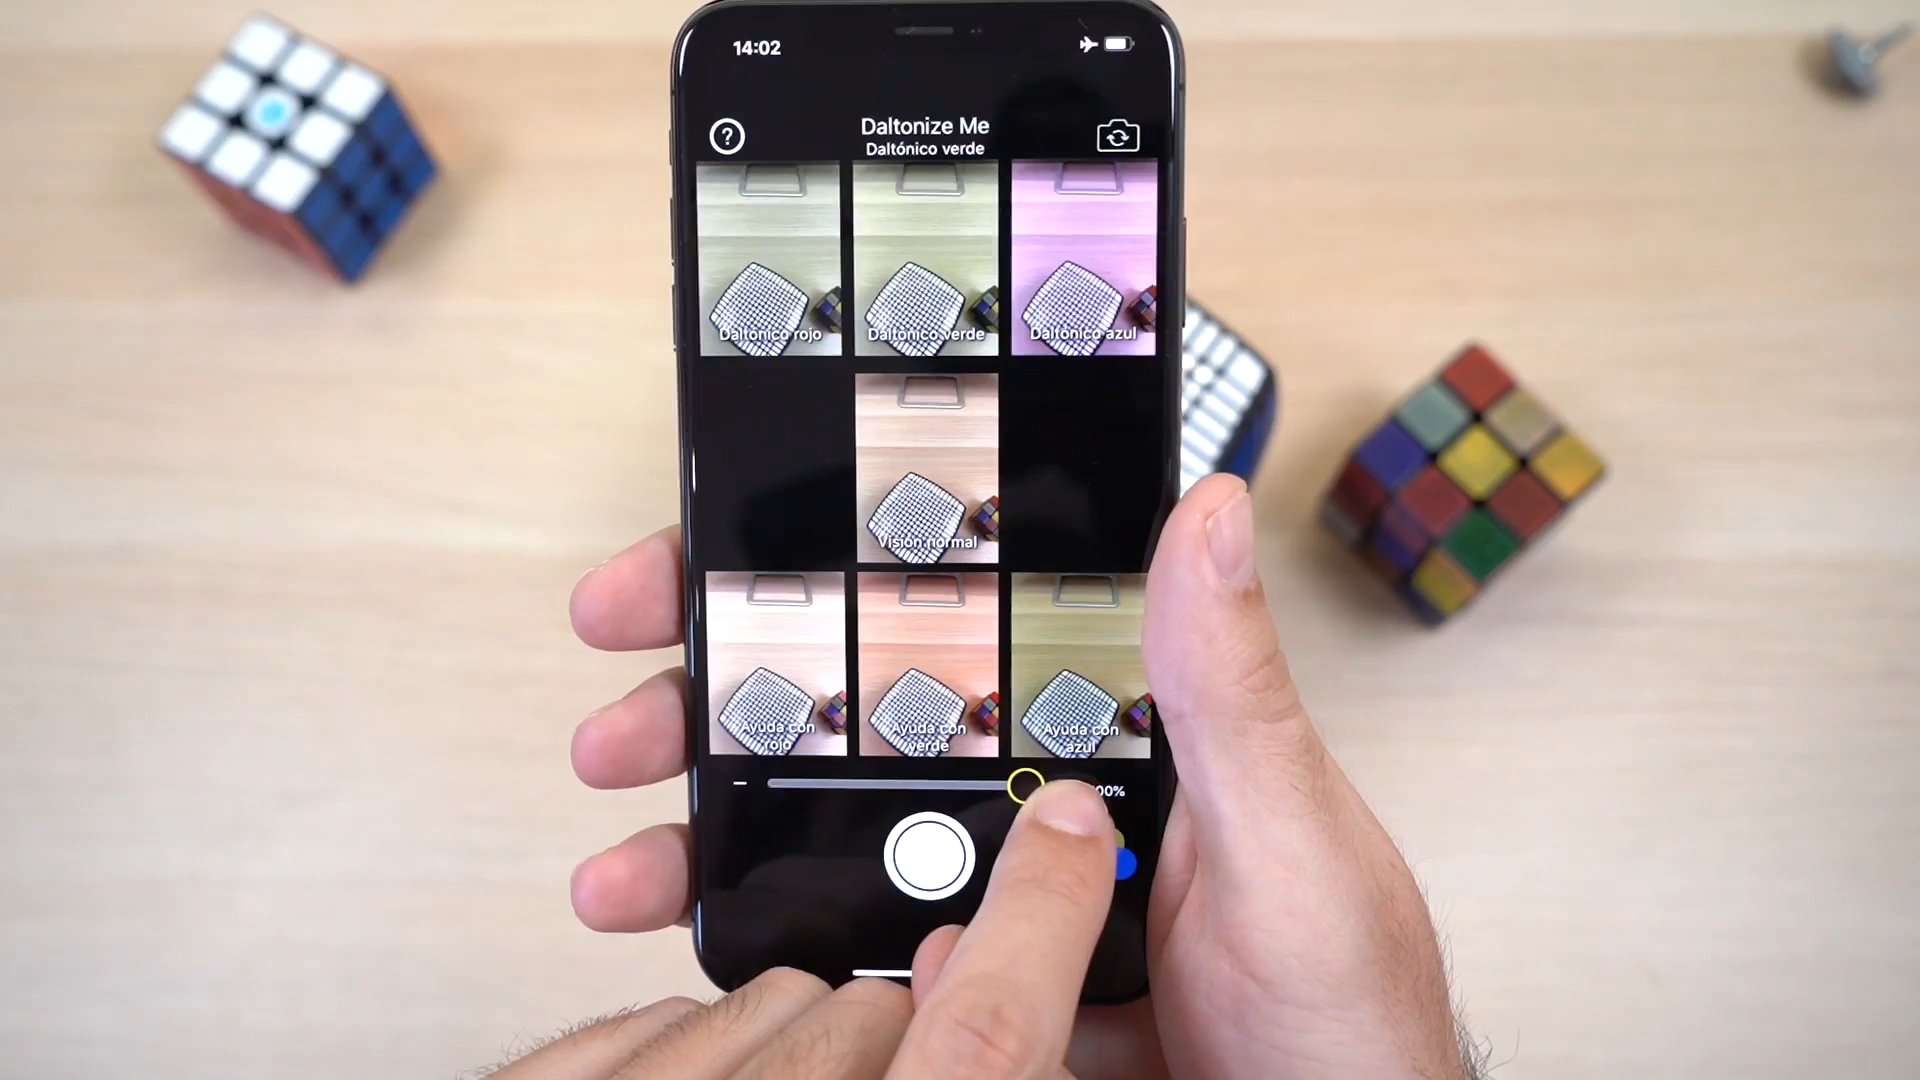 14:02
?
Daltonize Me
Daltónico verde
Daltónico rojo
Daltónico verde
Daltónico azul
Visión normal
Ayuda con
rojo
Ayuda con
verde
Ayuda con
azul